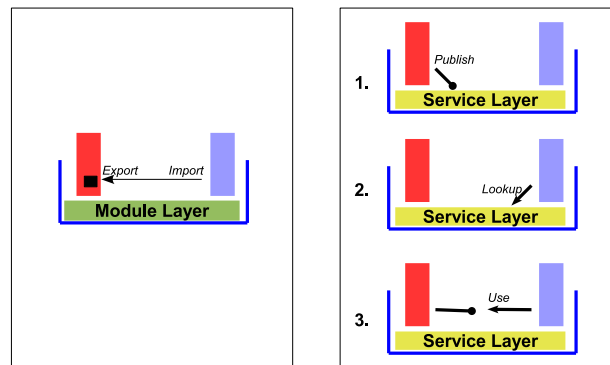 Export Import
Module Layer
1.
Publish
Service Layer
2.
Lookup
Service Layer
3.
Use
Service Layer